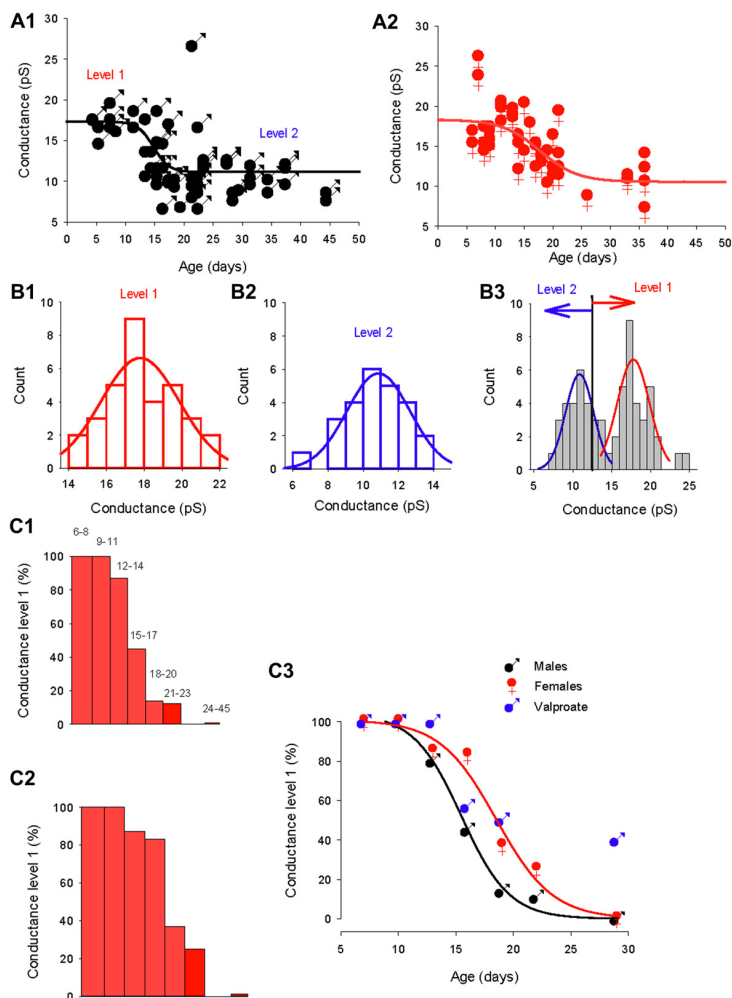 A1
30
25
20
15
10
5
Conductance (pS)
Level 1
Level 2
0 5 10 15 20 25 30 35 40 45 50
Age (days)
A2
30
25
20
15
10
5
Conductance (pS)
0 5 10 15 20 25 30 35 40 45 50
Age (days)
B1
Level 1
10
8
6
4
2
0
Count
14 16 18 20 22
Conductance (pS)
B2
Level 2
10
8
6
4
2
0
Count
6 8 10 12 14
Conductance (pS)
B3
Level 2
Level 1
10
8
6
4
2
0
Count
5 10 15 20 25
Conductance (pS)
C1
6-8
9-11
12-14
15-17
18-20
21-23
24-45
100
80
60
40
20
0
Conductance level 1 (%)
C2
100
80
60
40
20
0
Conductance level 1 (%)
C3
Males
Females
Valproate
100
80
60
40
20
0
Conductance level 1 (%)
5 10 15 20 25 30
Age (days)